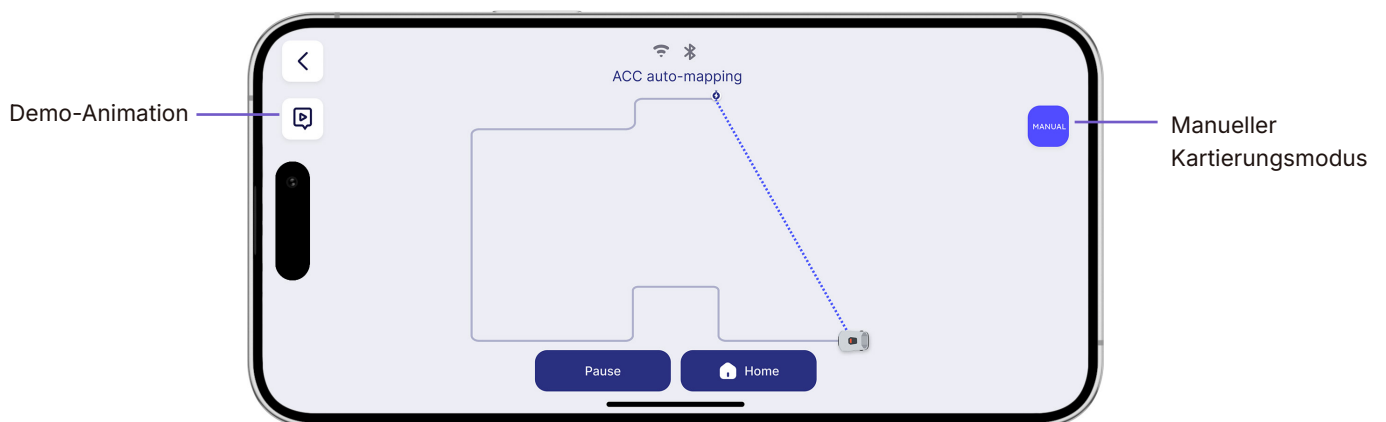 ACC auto-mapping
Demo-Animation
MANUAL
Manueller
Kartierungsmodus
Pause
Home